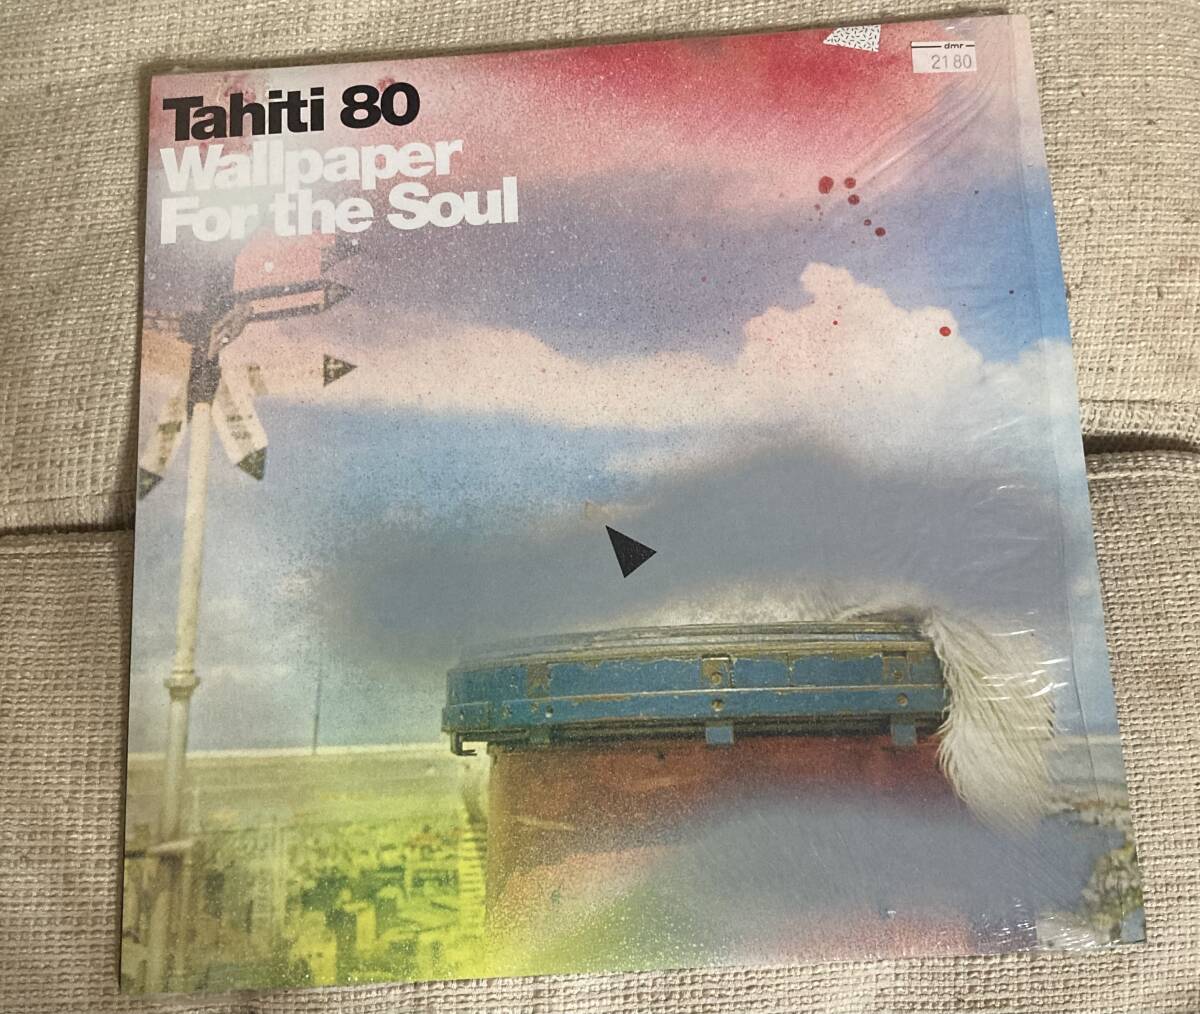 dmr
2180
Tahiti 80
Wallpaper
For the Soul